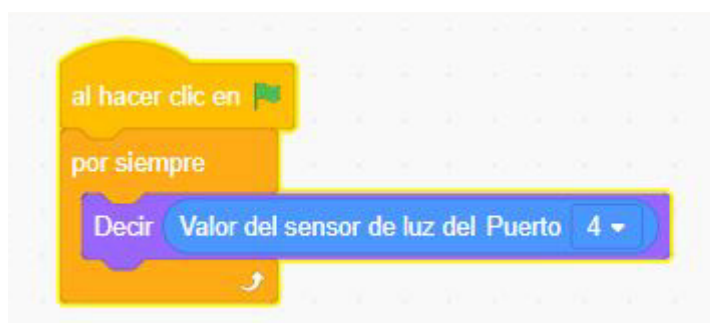 al hacer clic en
por siempre
Decir Valor del sensor de luz del Puerto 4